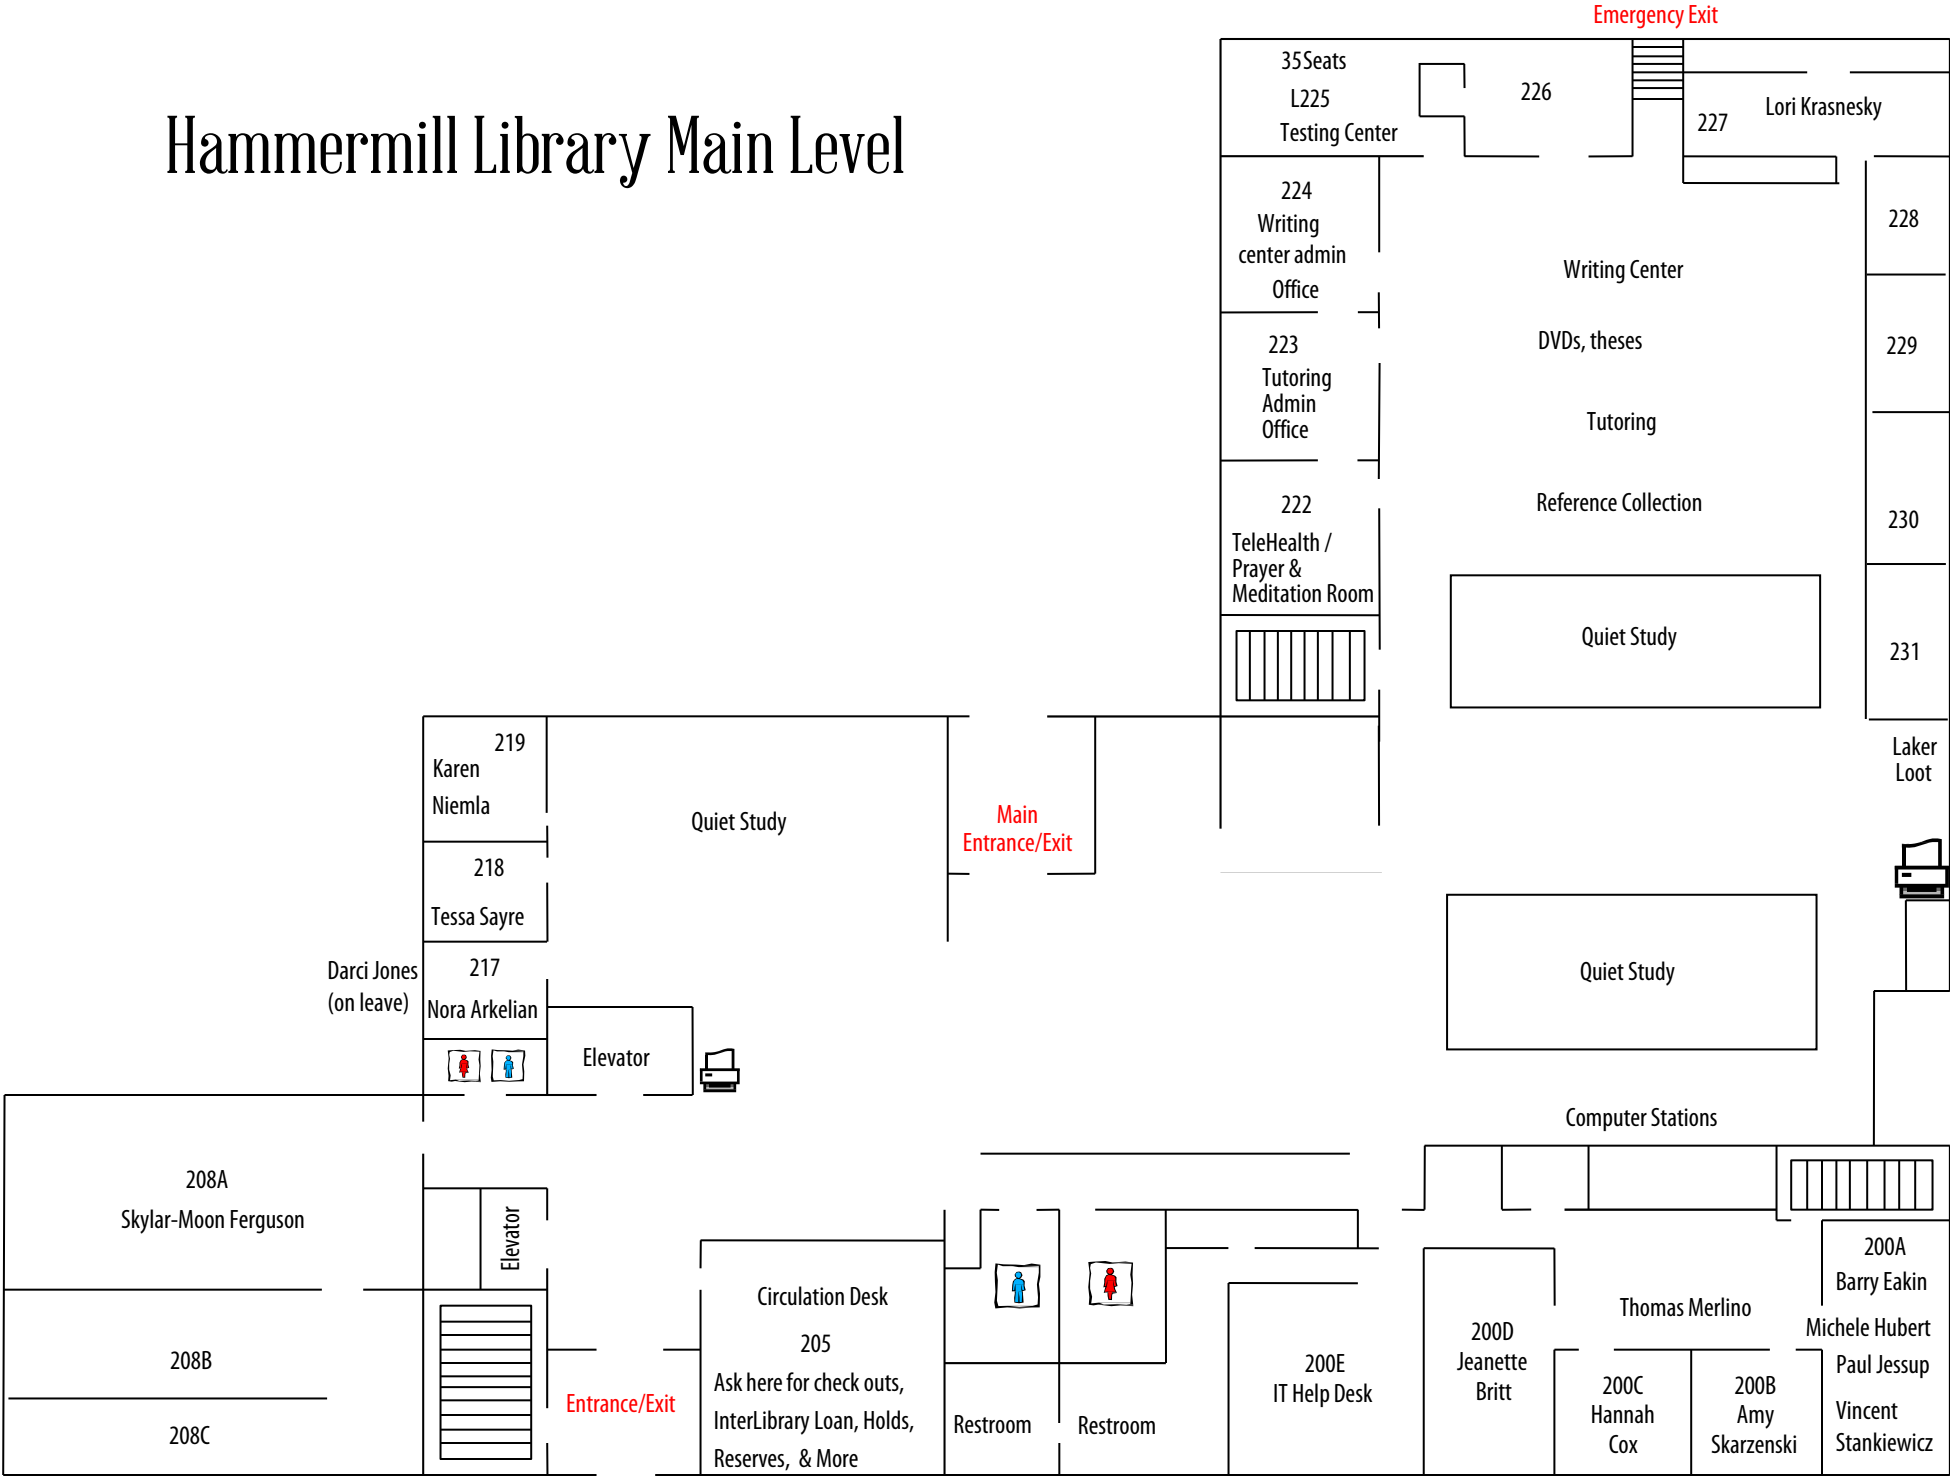 Emergency Exit
Hammermill Library Main Level
35Seats
L225
Testing Center
226
227
Lori Krasnesky
224
Writing
center admin
Office
Writing Center
228
223
Tutoring
Admin
Office
DVDs, theses
229
Tutoring
222
TeleHealth /
Prayer &
Meditation Room
Reference Collection
230
Quiet Study
231
Laker
Loot
219
Karen
Niemla
Quiet Study
Main
Entrance/Exit
218
Tessa Sayre
Darci Jones
(on leave)
217
Nora Arkelian
Quiet Study
Elevator
Computer Stations
208A
Skylar-Moon Ferguson
Elevator
208B
208C
Entrance/Exit
Circulation Desk
205
Ask here for check outs,
InterLibrary Loan, Holds,
Reserves,  & More
Restroom
Restroom
200E
IT Help Desk
200D
Jeanette
Britt
Thomas Merlino
200C
Hannah
Cox
200B
Amy
Skarzenski
200A
Barry Eakin
Michele Hubert
Paul Jessup
Vincent
Stankiewicz